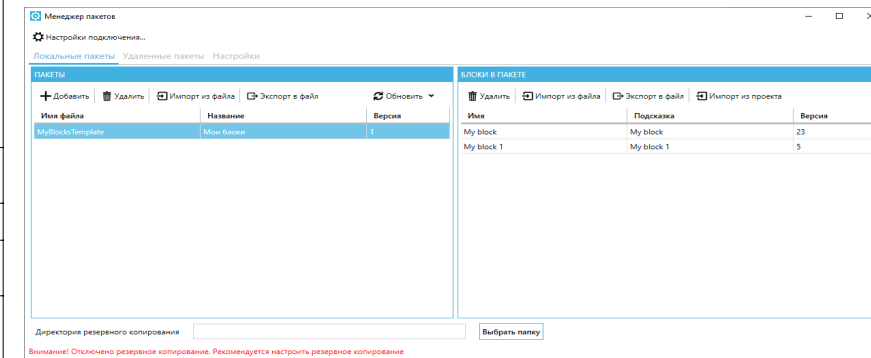 Менеджер пакетов
Настройки подключения...
Локальные пакеты Удаленные пакеты Настройки
ПАКЕТЫ БЛОКИ В ПАКЕТЕ
Добавить Удалить Импорт из файла Экспорт в файл Обновить Удалить Импорт из файла Экспорт в файл Импорт из проекта
Имя файла Название Версия Имя Подсказка Версия
MyBlocksTemplate Мои блоки 1 My block My block 23
My block 1 My block 1 5
Директория резервного копирования Выбрать папку
Внимание! Отключено резервное копирование. Рекомендуется настроить резервное копирование